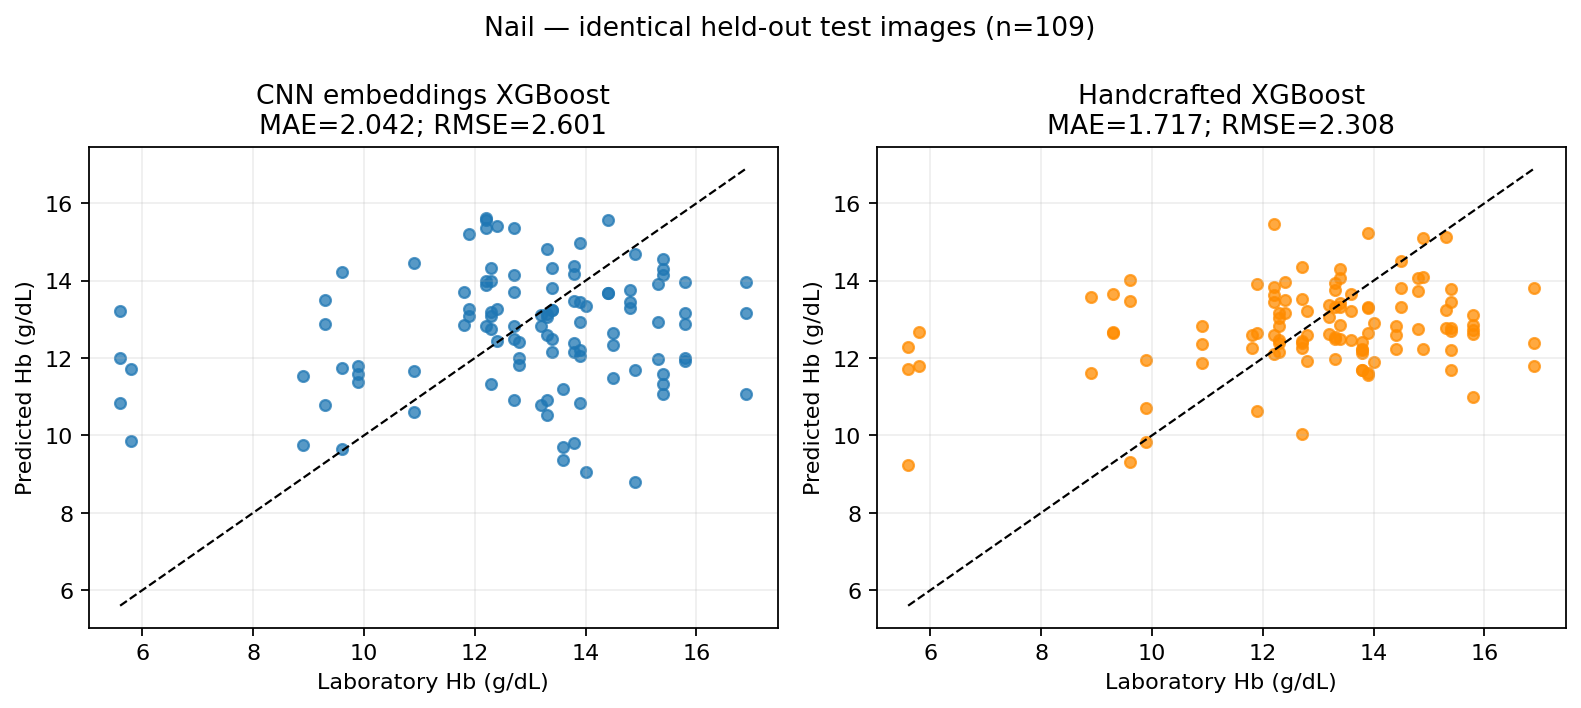 Nail — identical held-out test images (n=109)
CNN embeddings XGBoost
MAE=2.042; RMSE=2.601
Predicted Hb (g/dL)
16
14
12
10
8
6
6
8
10
12
14
16
Laboratory Hb (g/dL)
Handcrafted XGBoost
MAE=1.717; RMSE=2.308
Predicted Hb (g/dL)
16
14
12
10
8
6
6
8
10
12
14
16
Laboratory Hb (g/dL)